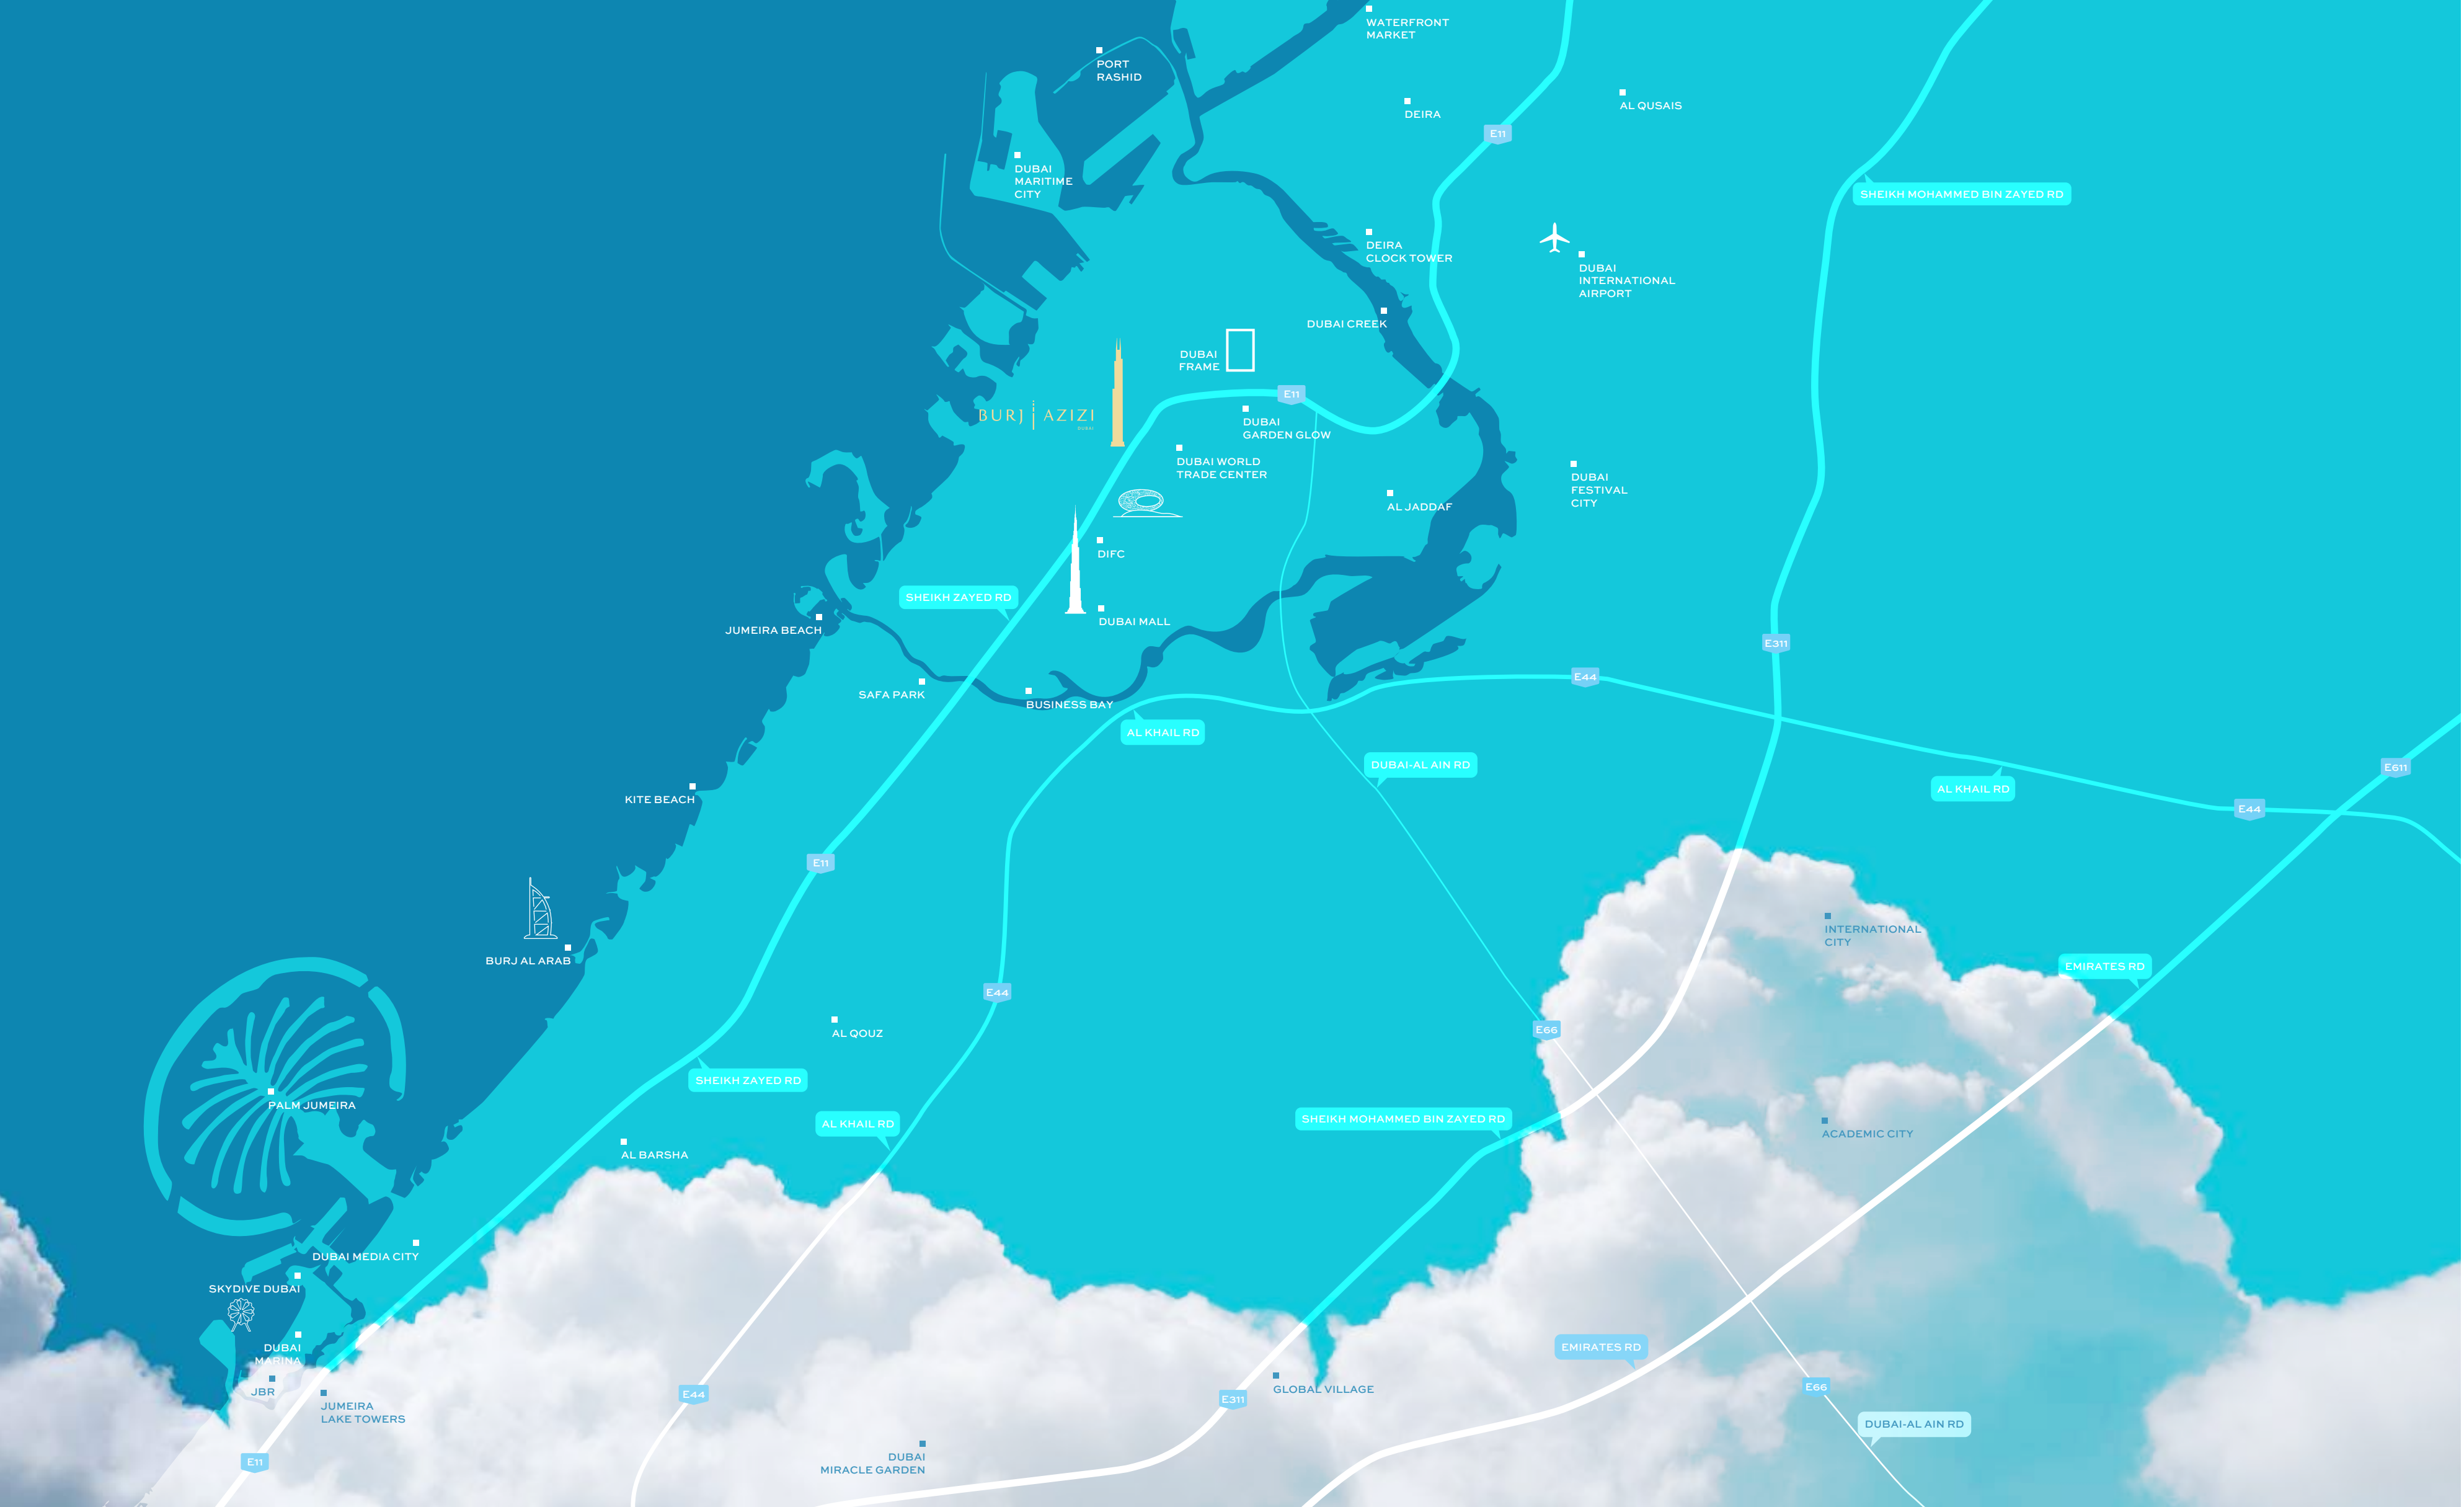 WATERFRONT
MARKET
PORT
RASHID
DEIRA
AL QUSAIS
E11
DUBAI
MARITIME
CITY
SHEIKH MOHAMMED BIN ZAYED RD
DEIRA
CLOCK TOWER
DUBAI
INTERNATIONAL
AIRPORT
DUBAI CREEK
DUBAI
FRAME
E11
BURJ AZIZI
DUBAI
DUBAI
GARDEN GLOW
DUBAI WORLD
TRADE CENTER
DUBAI
FESTIVAL
CITY
AL JADDAF
DIFC
SHEIKH ZAYED RD
DUBAI MALL
JUMEIRA BEACH
E311
E44
SAFA PARK
BUSINESS BAY
AL KHAIL RD
DUBAI-AL AIN RD
E611
AL KHAIL RD
KITE BEACH
E44
E11
INTERNATIONAL
CITY
BURJ AL ARAB
EMIRATES RD
E44
E66
AL QOUZ
SHEIKH ZAYED RD
PALM JUMEIRA
SHEIKH MOHAMMED BIN ZAYED RD
AL KHAIL RD
ACADEMIC CITY
AL BARSHA
DUBAI MEDIA CITY
SKYDIVE DUBAI
DUBAI
MARINA
EMIRATES RD
JBR
E44
E311
GLOBAL VILLAGE
E66
JUMEIRA
LAKE TOWERS
DUBAI-AL AIN RD
E11
DUBAI
MIRACLE GARDEN